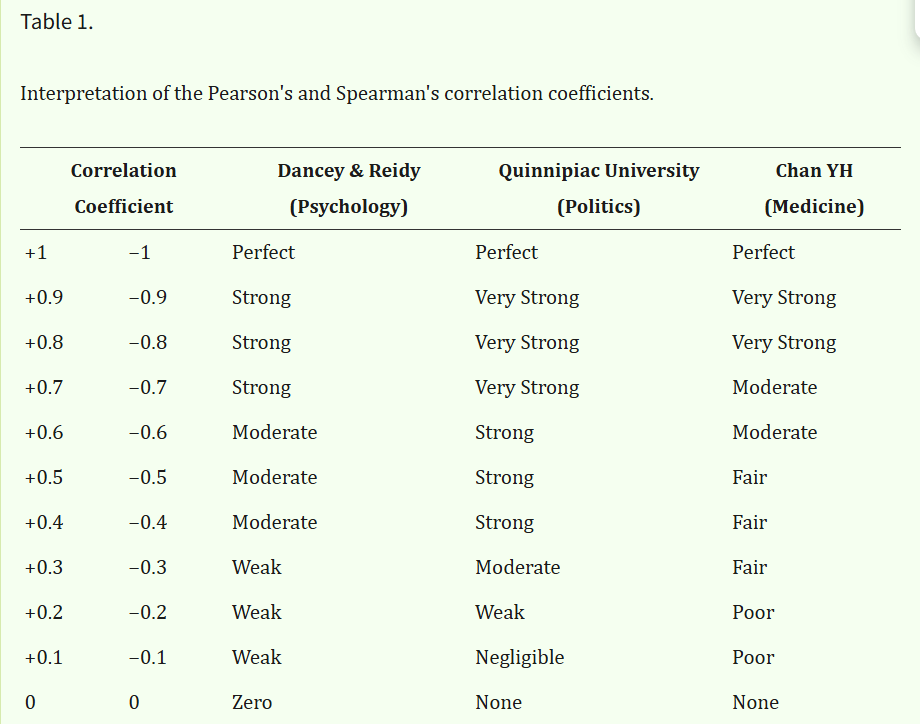 Table 1.
Interpretation of the Pearson's and Spearman's correlation coefficients.
Correlation Coefficient Dancey & Reidy (Psychology) Quinnipiac University (Politics) Chan YH (Medicine)
+1 −1 Perfect Perfect Perfect
+0.9 −0.9 Strong Very Strong Very Strong
+0.8 −0.8 Strong Very Strong Very Strong
+0.7 −0.7 Strong Very Strong Moderate
+0.6 −0.6 Moderate Strong Moderate
+0.5 −0.5 Moderate Strong Fair
+0.4 −0.4 Moderate Strong Fair
+0.3 −0.3 Weak Moderate Fair
+0.2 −0.2 Weak Weak Poor
+0.1 −0.1 Weak Negligible Poor
0 0 Zero None None